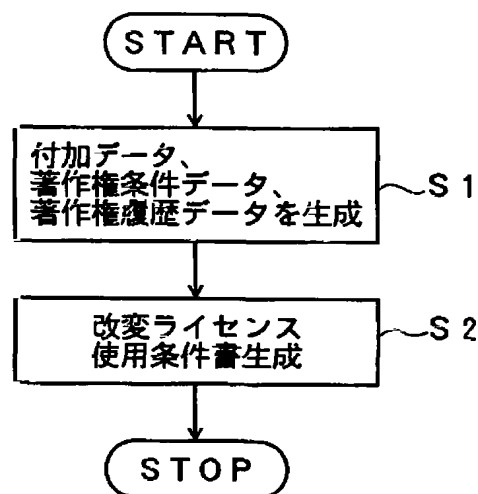 START
付加データ、
著作権条件データ、
著作権履歴データを生成
S1
改変ライセンス
使用条件書生成
S2
STOP